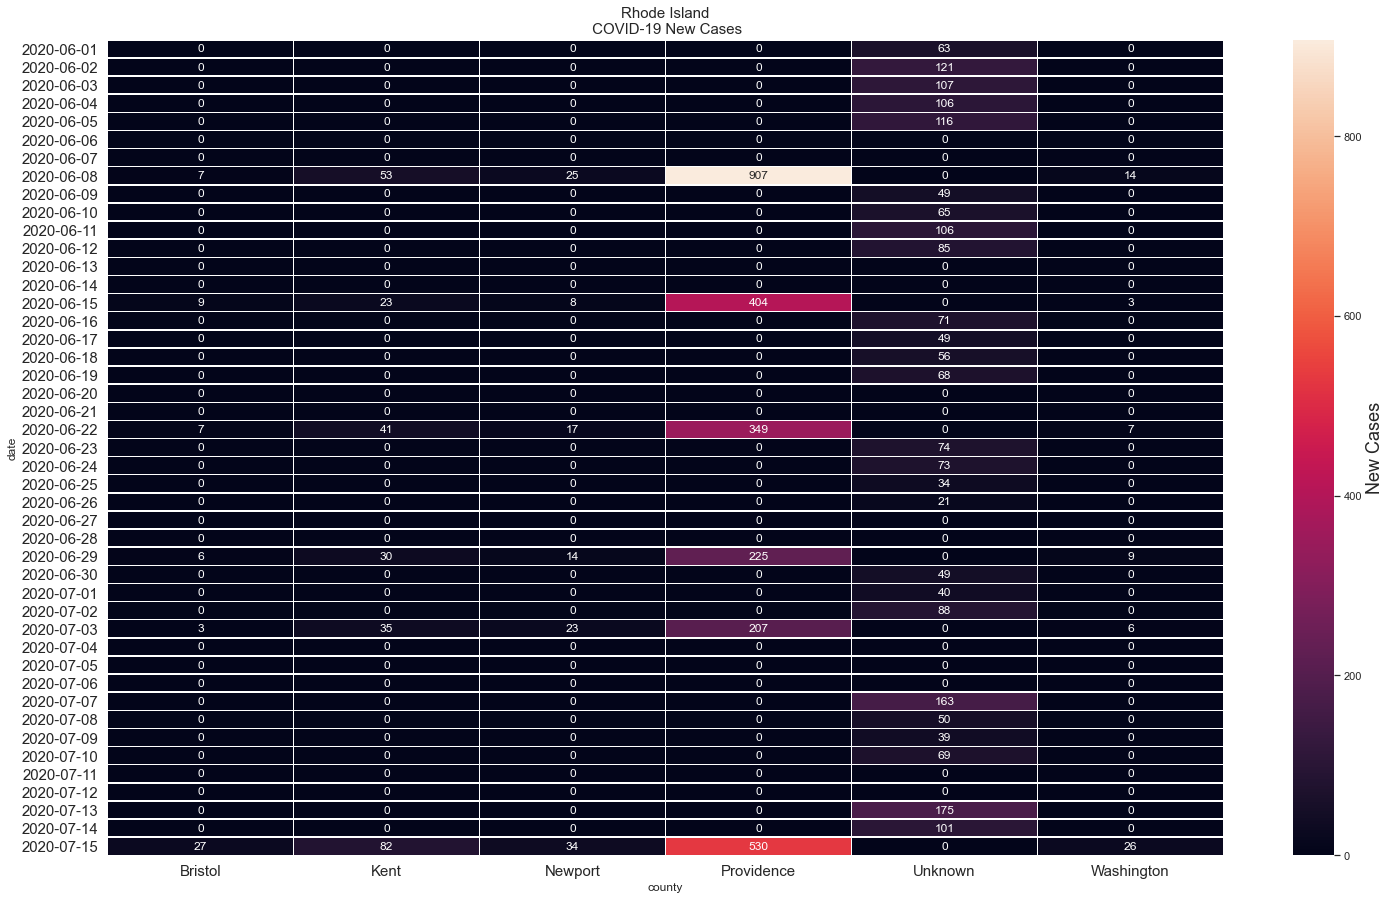 Rhode Island
COVID-19 New Cases
2020-06-01 0 0 0 0 63 0
2020-06-02 0 0 0 0 121 0
2020-06-03 0 0 0 0 107 0
2020-06-04 0 0 0 0 106 0
2020-06-05 0 0 0 0 116 0
2020-06-06 0 0 0 0 0 0
2020-06-07 0 0 0 0 0 0
2020-06-08 7 53 25 907 0 14
2020-06-09 0 0 0 0 49 0
2020-06-10 0 0 0 0 65 0
2020-06-11 0 0 0 0 106 0
2020-06-12 0 0 0 0 85 0
2020-06-13 0 0 0 0 0 0
2020-06-14 0 0 0 0 0 0
2020-06-15 9 23 8 404 0 3
2020-06-16 0 0 0 0 71 0
2020-06-17 0 0 0 0 49 0
2020-06-18 0 0 0 0 56 0
2020-06-19 0 0 0 0 68 0
2020-06-20 0 0 0 0 0 0
2020-06-21 0 0 0 0 0 0
2020-06-22 7 41 17 349 0 7
2020-06-23 0 0 0 0 74 0
2020-06-24 0 0 0 0 73 0
2020-06-25 0 0 0 0 34 0
2020-06-26 0 0 0 0 21 0
2020-06-27 0 0 0 0 0 0
2020-06-28 0 0 0 0 0 0
2020-06-29 6 30 14 225 0 9
2020-06-30 0 0 0 0 49 0
2020-07-01 0 0 0 0 40 0
2020-07-02 0 0 0 0 88 0
2020-07-03 3 35 23 207 0 6
2020-07-04 0 0 0 0 0 0
2020-07-05 0 0 0 0 0 0
2020-07-06 0 0 0 0 0 0
2020-07-07 0 0 0 0 163 0
2020-07-08 0 0 0 0 50 0
2020-07-09 0 0 0 0 39 0
2020-07-10 0 0 0 0 69 0
2020-07-11 0 0 0 0 0 0
2020-07-12 0 0 0 0 0 0
2020-07-13 0 0 0 0 175 0
2020-07-14 0 0 0 0 101 0
2020-07-15 27 82 34 530 0 26
Bristol Kent Newport Providence Unknown Washington
county
date
800
600
400
200
0
New Cases